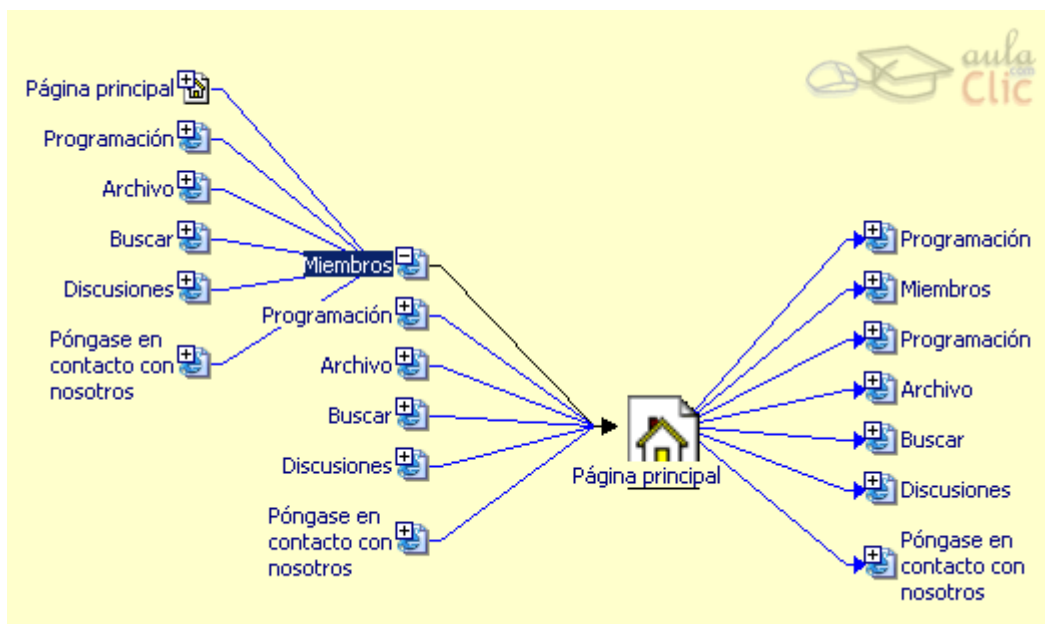 aula
.com
Clic
Página principal
Programación
Archivo
Buscar
Discusiones
Póngase en
contacto con
nosotros
Miembros
Programación
Archivo
Buscar
Discusiones
Póngase en
contacto con
nosotros
Página principal
Programación
Miembros
Programación
Archivo
Buscar
Discusiones
Póngase en
contacto con
nosotros